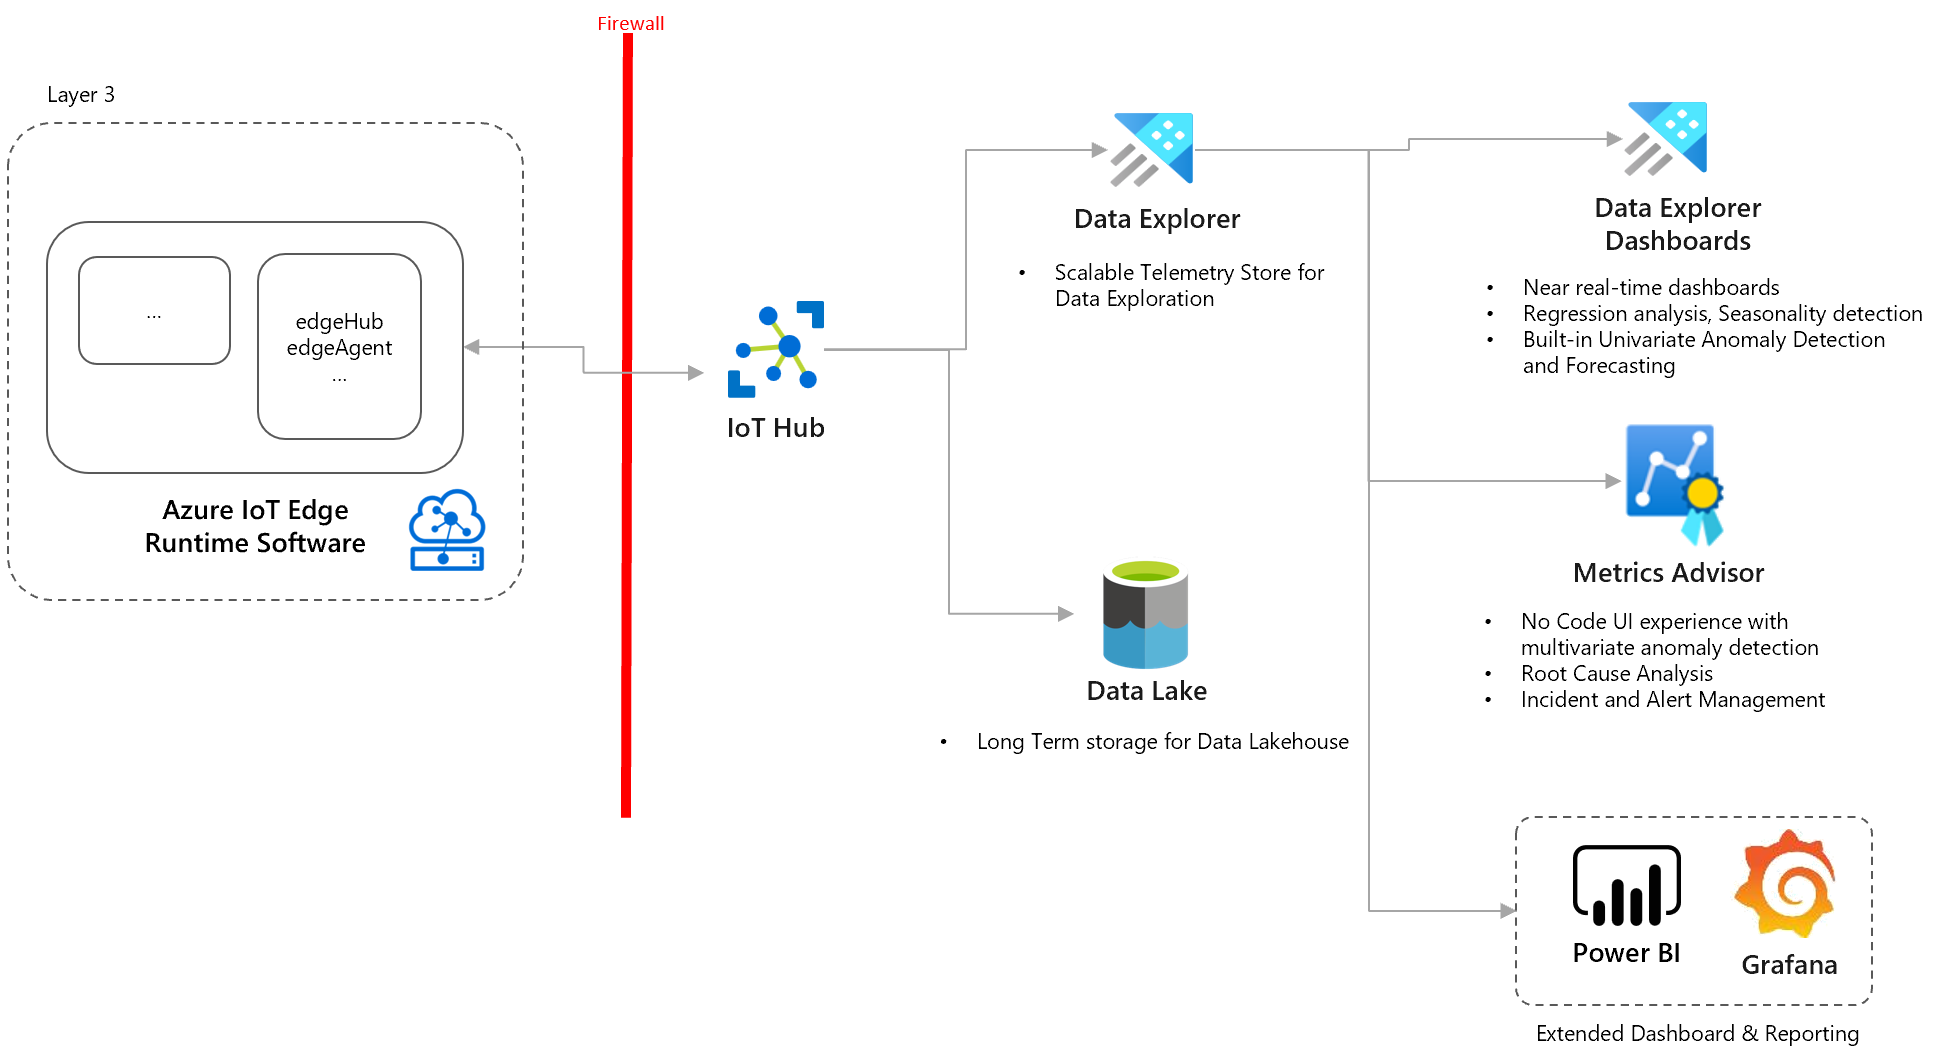 Firewall
Layer 3
...
edgeHub
edgeAgent
...
Azure IoT Edge
Runtime Software
IoT Hub
Data Explorer
• Scalable Telemetry Store for
Data Exploration
Data Lake
• Long Term storage for Data Lakehouse
Data Explorer
Dashboards
• Near real-time dashboards
• Regression analysis, Seasonality detection
• Built-in Univariate Anomaly Detection
and Forecasting
Metrics Advisor
• No Code UI experience with
multivariate anomaly detection
• Root Cause Analysis
• Incident and Alert Management
Power BI
Grafana
Extended Dashboard & Reporting